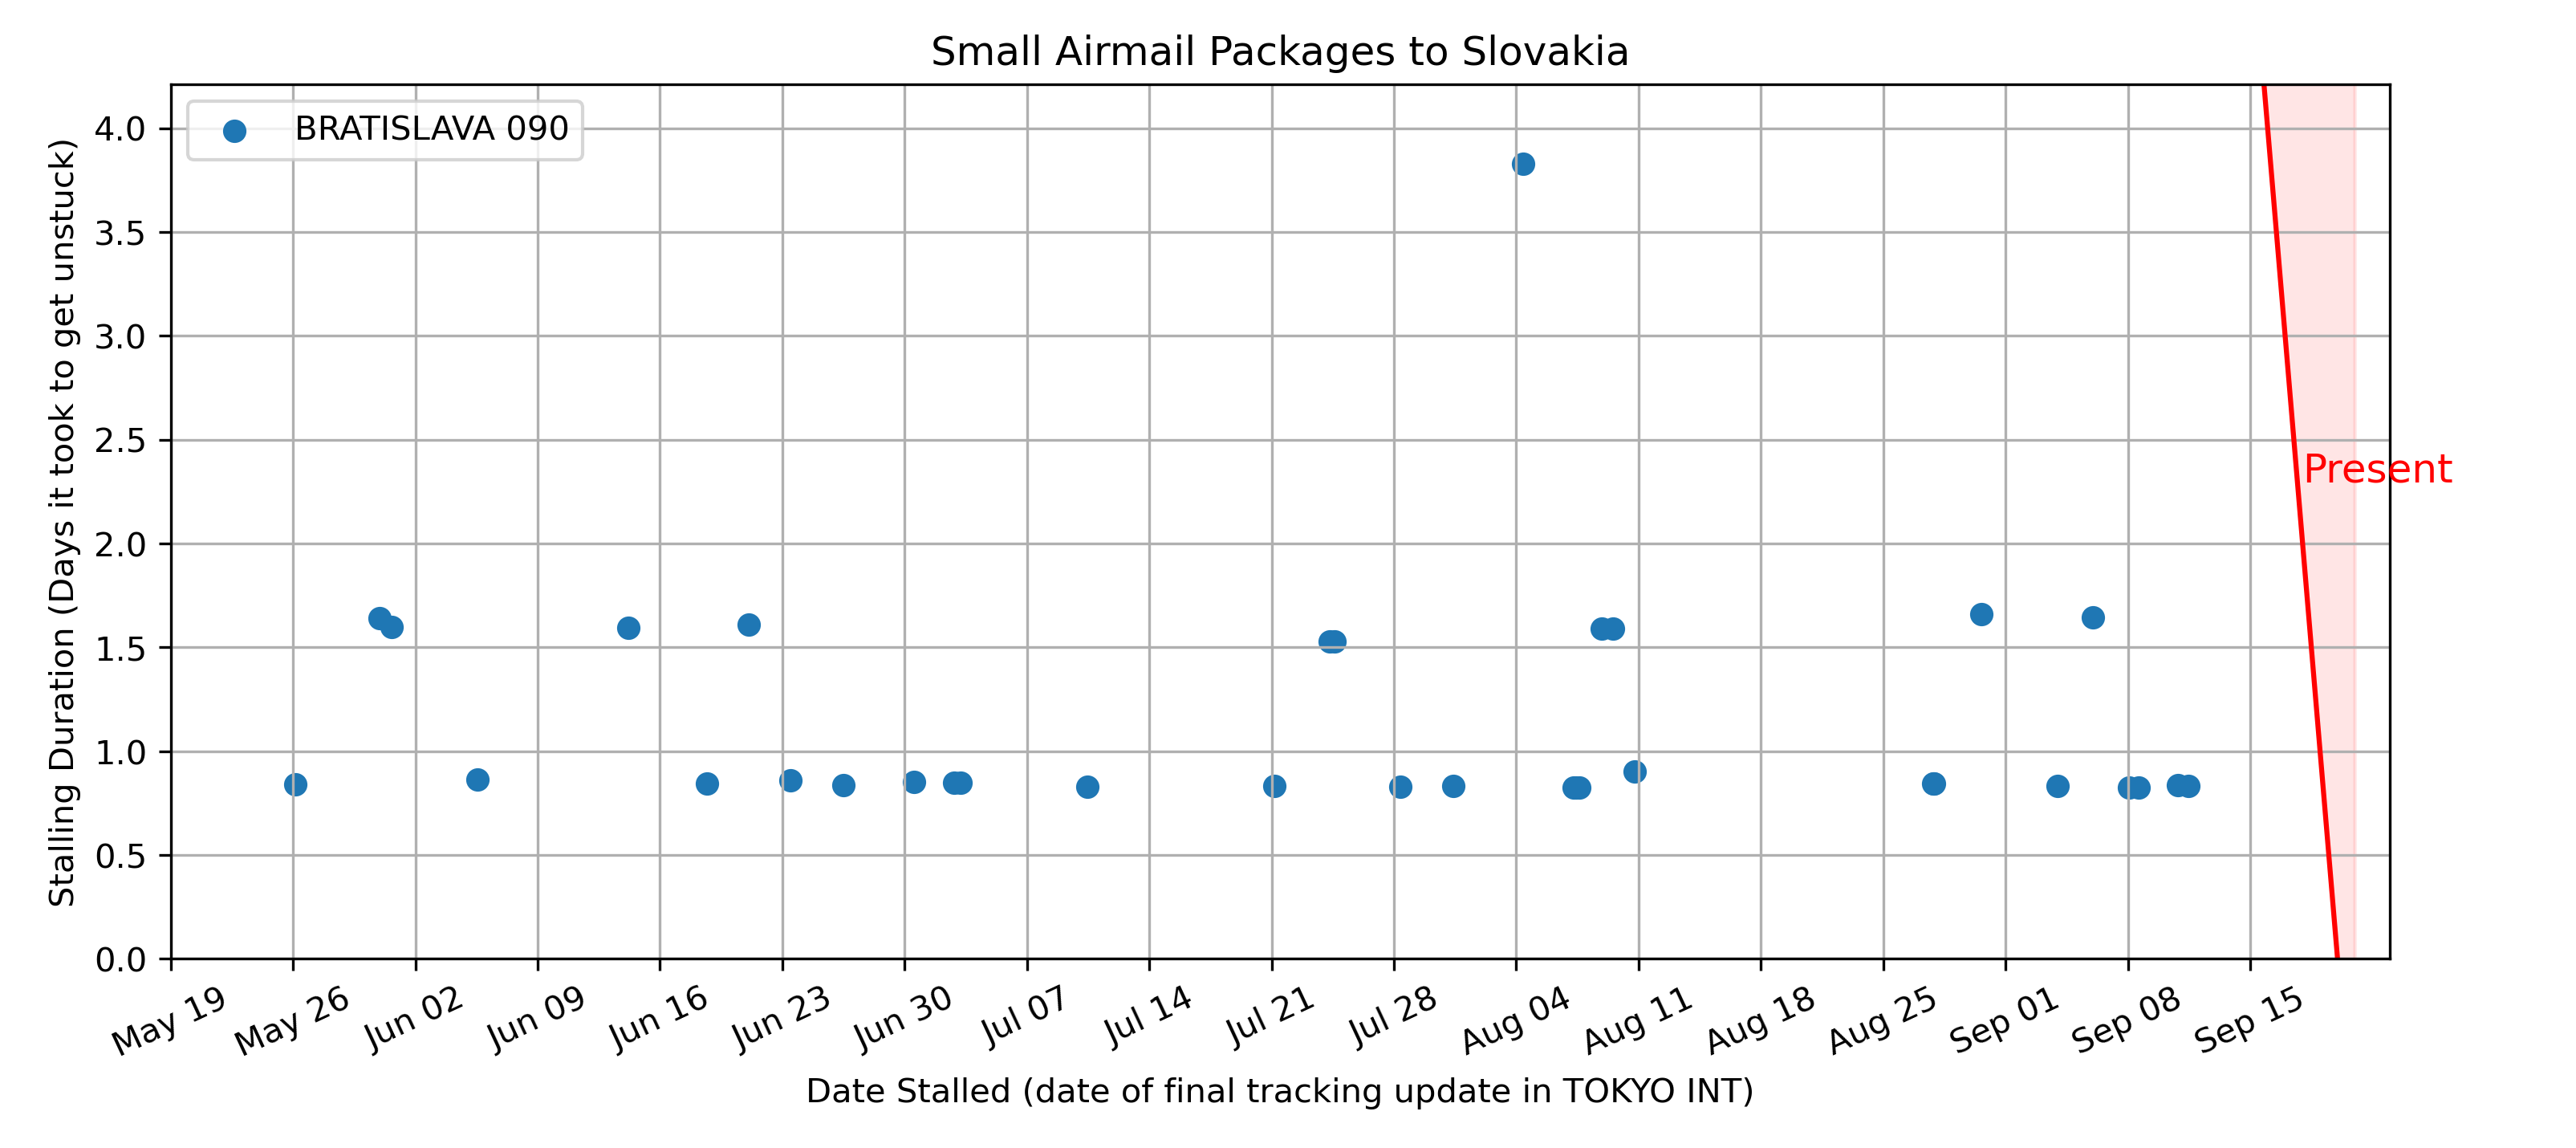 Small Airmail Packages to Slovakia
BRATISLAVA 090
Stalling Duration (Days it took to get unstuck)
4.0
3.5
3.0
2.5
2.0
1.5
1.0
0.5
0.0
Present
May 19
May 26
Jun 02
Jun 09
Jun 16
Jun 23
Jun 30
Jul 07
Jul 14
Jul 21
Jul 28
Aug 04
Aug 11
Aug 18
Aug 25
Sep 01
Sep 08
Sep 15
Date Stalled (date of final tracking update in TOKYO INT)